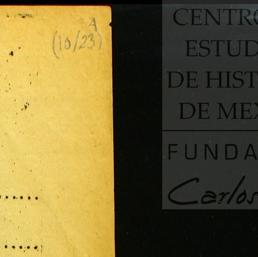 A
(10/23)
CENTRO
ESTUD
DE HIST
DE MEX
FUNDA
Carlos